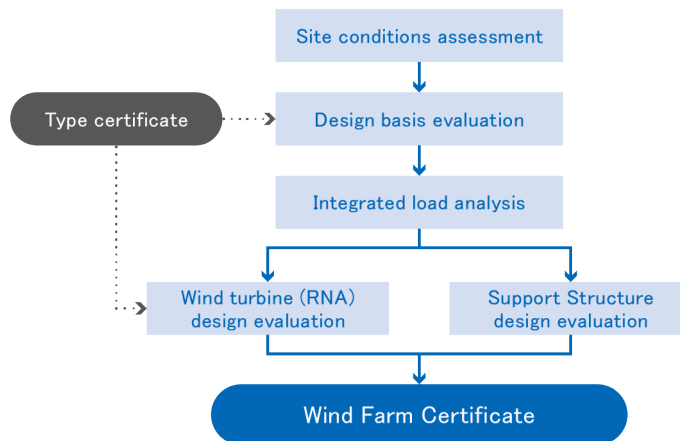 Site conditions assessment
Type certificate
Design basis evaluation
Integrated load analysis
Wind turbine (RNA)
design evaluation
Support Structure
design evaluation
Wind Farm Certificate